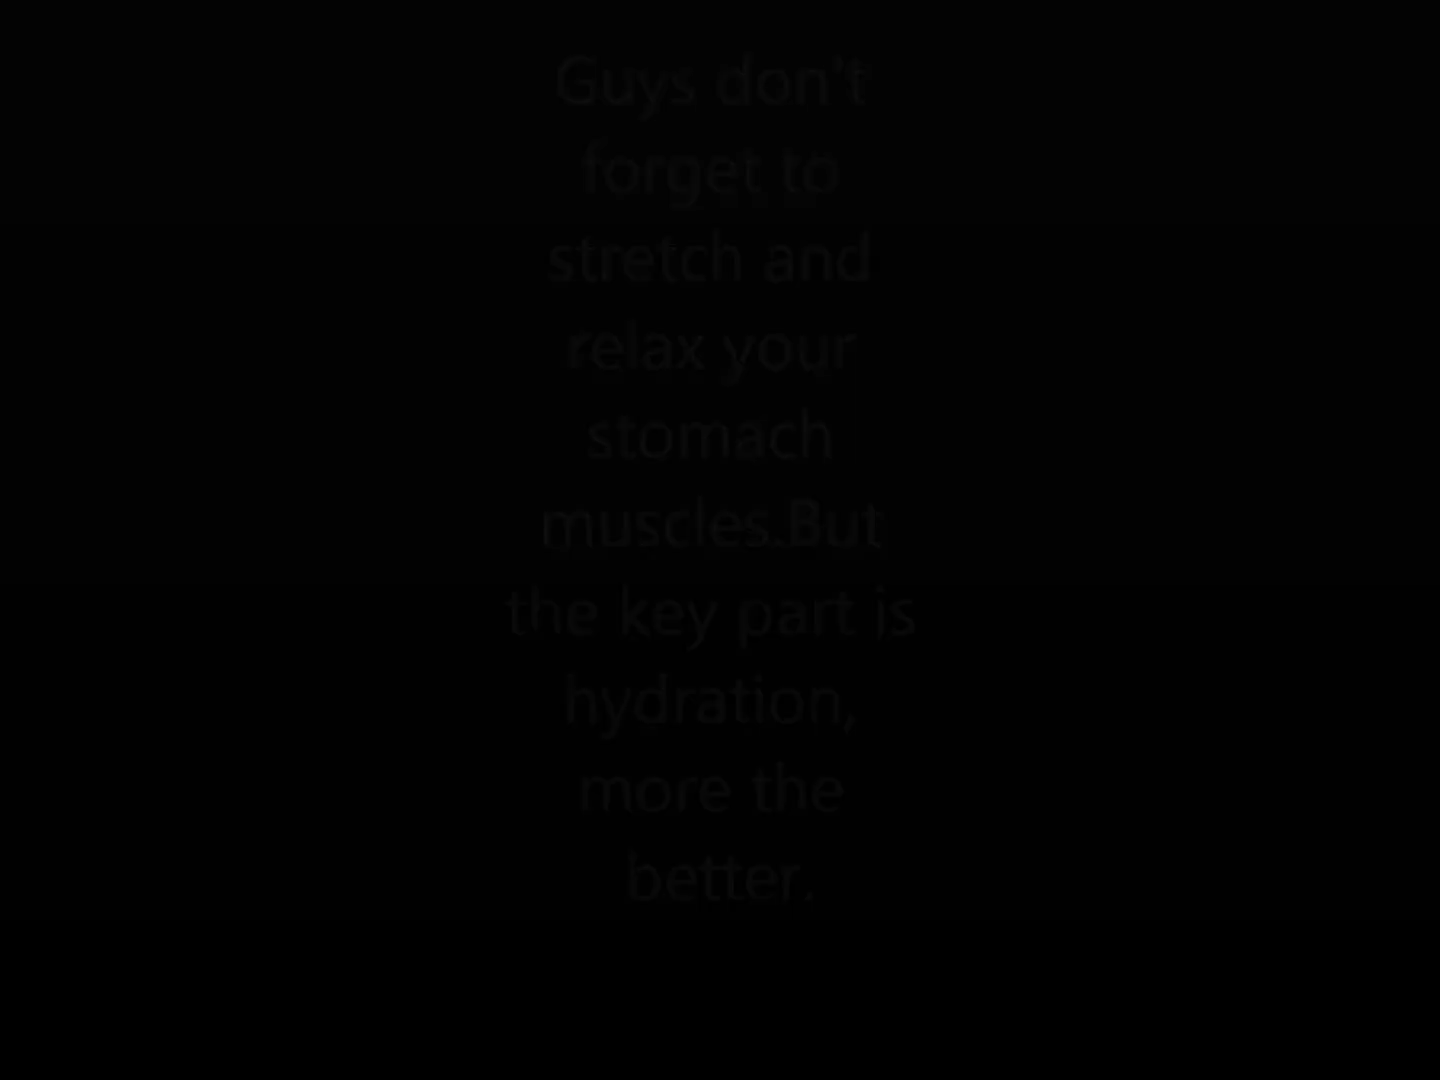 Guys don't
forget to
stretch and
relax your
stomach
muscles.But
the key part is
hydration,
more the
better.